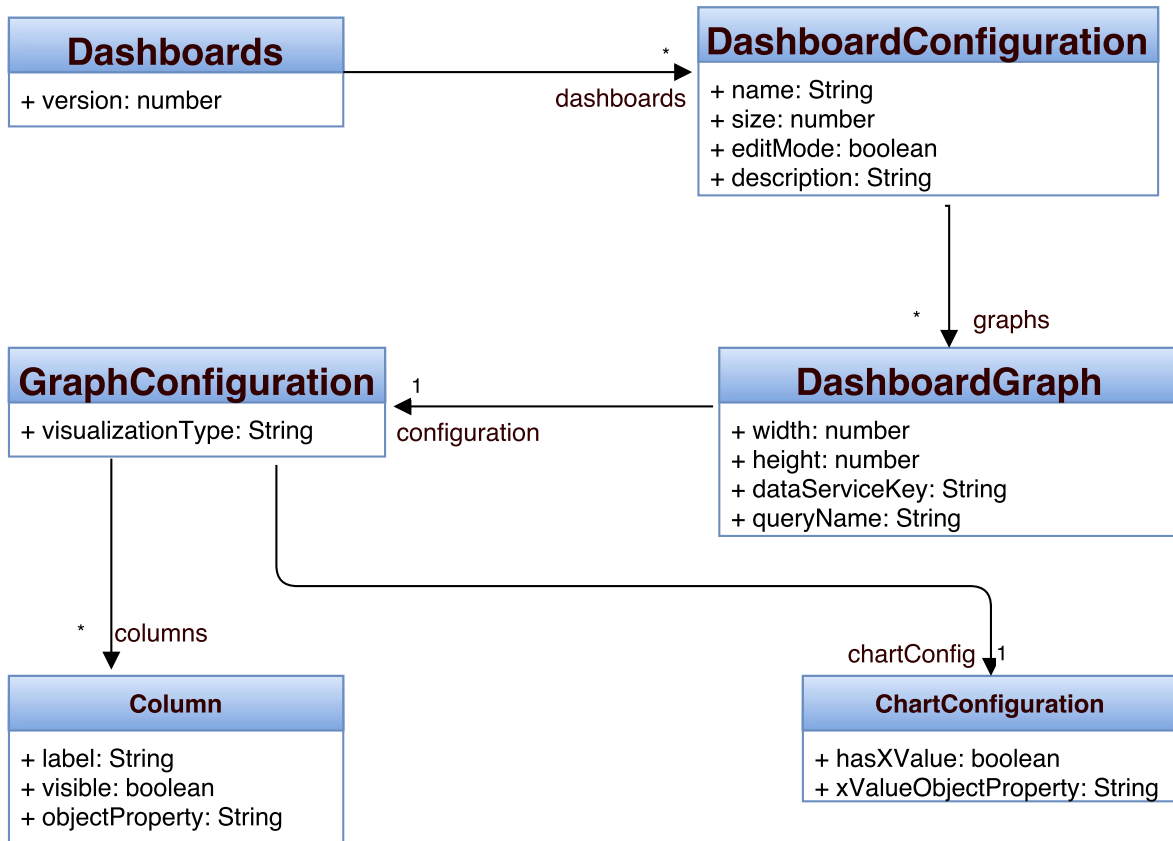 Dashboards
+ version: number
*
dashboards
DashboardConfiguration
+ name: String
+ size: number
+ editMode: boolean
+ description: String
*
graphs
GraphConfiguration
+ visualizationType: String
1
configuration
DashboardGraph
+ width: number
+ height: number
+ dataServiceKey: String
+ queryName: String
*
columns
chartConfig
1
Column
+ label: String
+ visible: boolean
+ objectProperty: String
ChartConfiguration
+ hasXValue: boolean
+ xValueObjectProperty: String